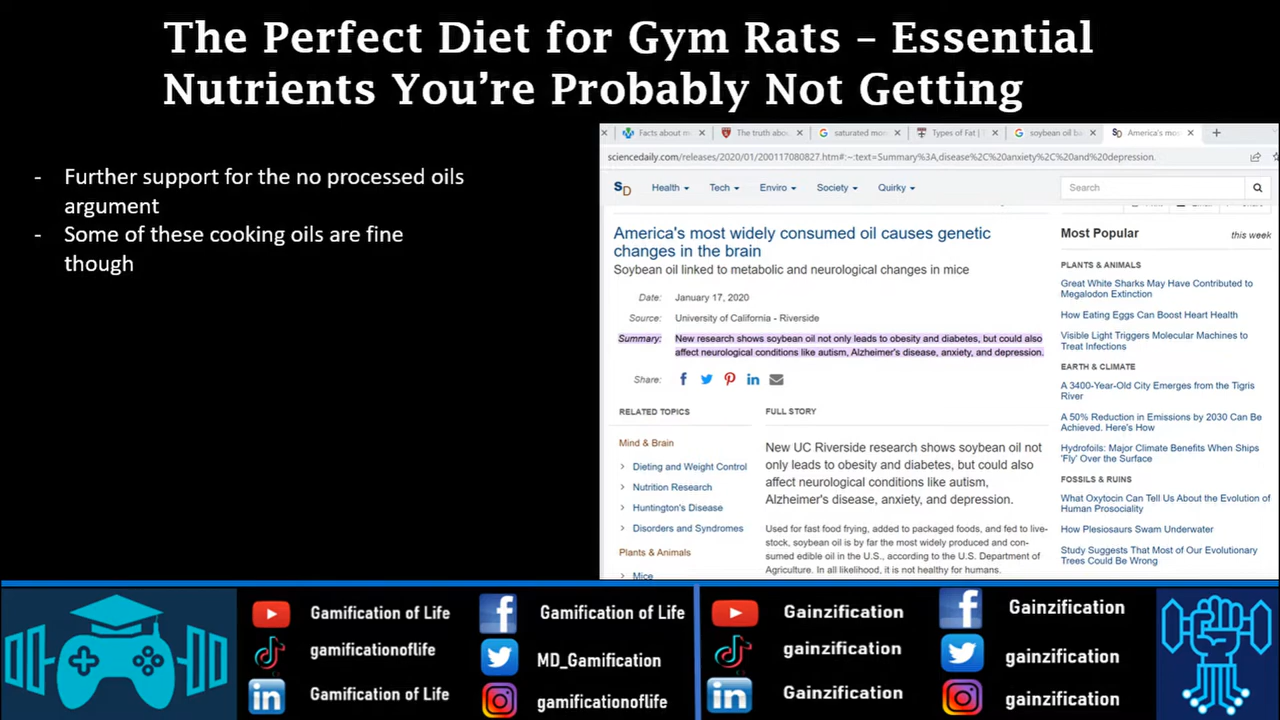 The Perfect Diet for Gym Rats – Essential
Nutrients You're Probably Not Getting
- Further support for the no processed oils
argument
- Some of these cooking oils are fine
though
Facts about m
The truth abou
saturated mon
Types of Fat | T
soybean oil ba
America's mos
sciencedaily.com/releases/2020/01/200117080827.htm#:~:text=Summary%3A,disease%2C%20anxiety%2C%20and%20depression.
SD
Health
Tech
Enviro
Society
Quirky
Search
America's most widely consumed oil causes genetic
changes in the brain
Soybean oil linked to metabolic and neurological changes in mice
Date: January 17, 2020
Source: University of California - Riverside
Summary: New research shows soybean oil not only leads to obesity and diabetes, but could also
affect neurological conditions like autism, Alzheimer's disease, anxiety, and depression.
Share:
RELATED TOPICS
Mind & Brain
Dieting and Weight Control
Nutrition Research
Huntington's Disease
Disorders and Syndromes
Plants & Animals
Mice
FULL STORY
New UC Riverside research shows soybean oil not
only leads to obesity and diabetes, but could also
affect neurological conditions like autism,
Alzheimer's disease, anxiety, and depression.
Used for fast food frying, added to packaged foods, and fed to live-
stock, soybean oil is by far the most widely produced and con-
sumed edible oil in the U.S., according to the U.S. Department of
Agriculture. In all likelihood, it is not healthy for humans.
Most Popular
this week
PLANTS & ANIMALS
Great White Sharks May Have Contributed to
Megalodon Extinction
How Eating Eggs Can Boost Heart Health
Visible Light Triggers Molecular Machines to
Treat Infections
EARTH & CLIMATE
A 3400-Year-Old City Emerges from the Tigris
River
A 50% Reduction in Emissions by 2030 Can Be
Achieved. Here's How
Hydrofoils: Major Climate Benefits When Ships
'Fly' Over the Surface
FOSSILS & RUINS
What Oxytocin Can Tell Us About the Evolution of
Human Prosociality
How Plesiosaurs Swam Underwater
Study Suggests That Most of Our Evolutionary
Trees Could Be Wrong
Gamification of Life
gamificationoflife
Gamification of Life
Gamification of Life
MD_Gamification
gamificationoflife
Gainzification
gainzification
Gainzification
Gainzification
gainzification
gainzification